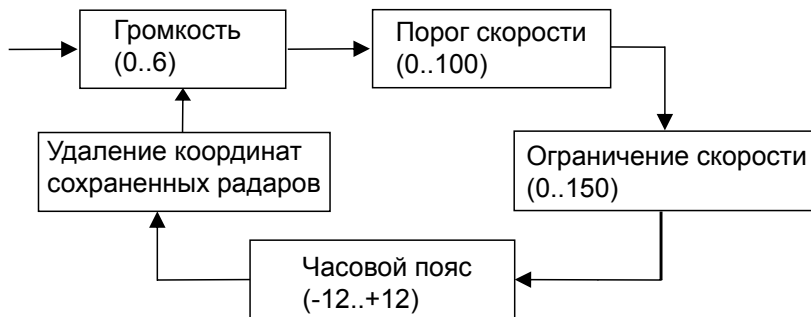 Громкость
(0..6)
Порог скорости
(0..100)
Ограничение скорости
(0..150)
Часовой пояс
(-12..+12)
Удаление координат
сохраненных радаров